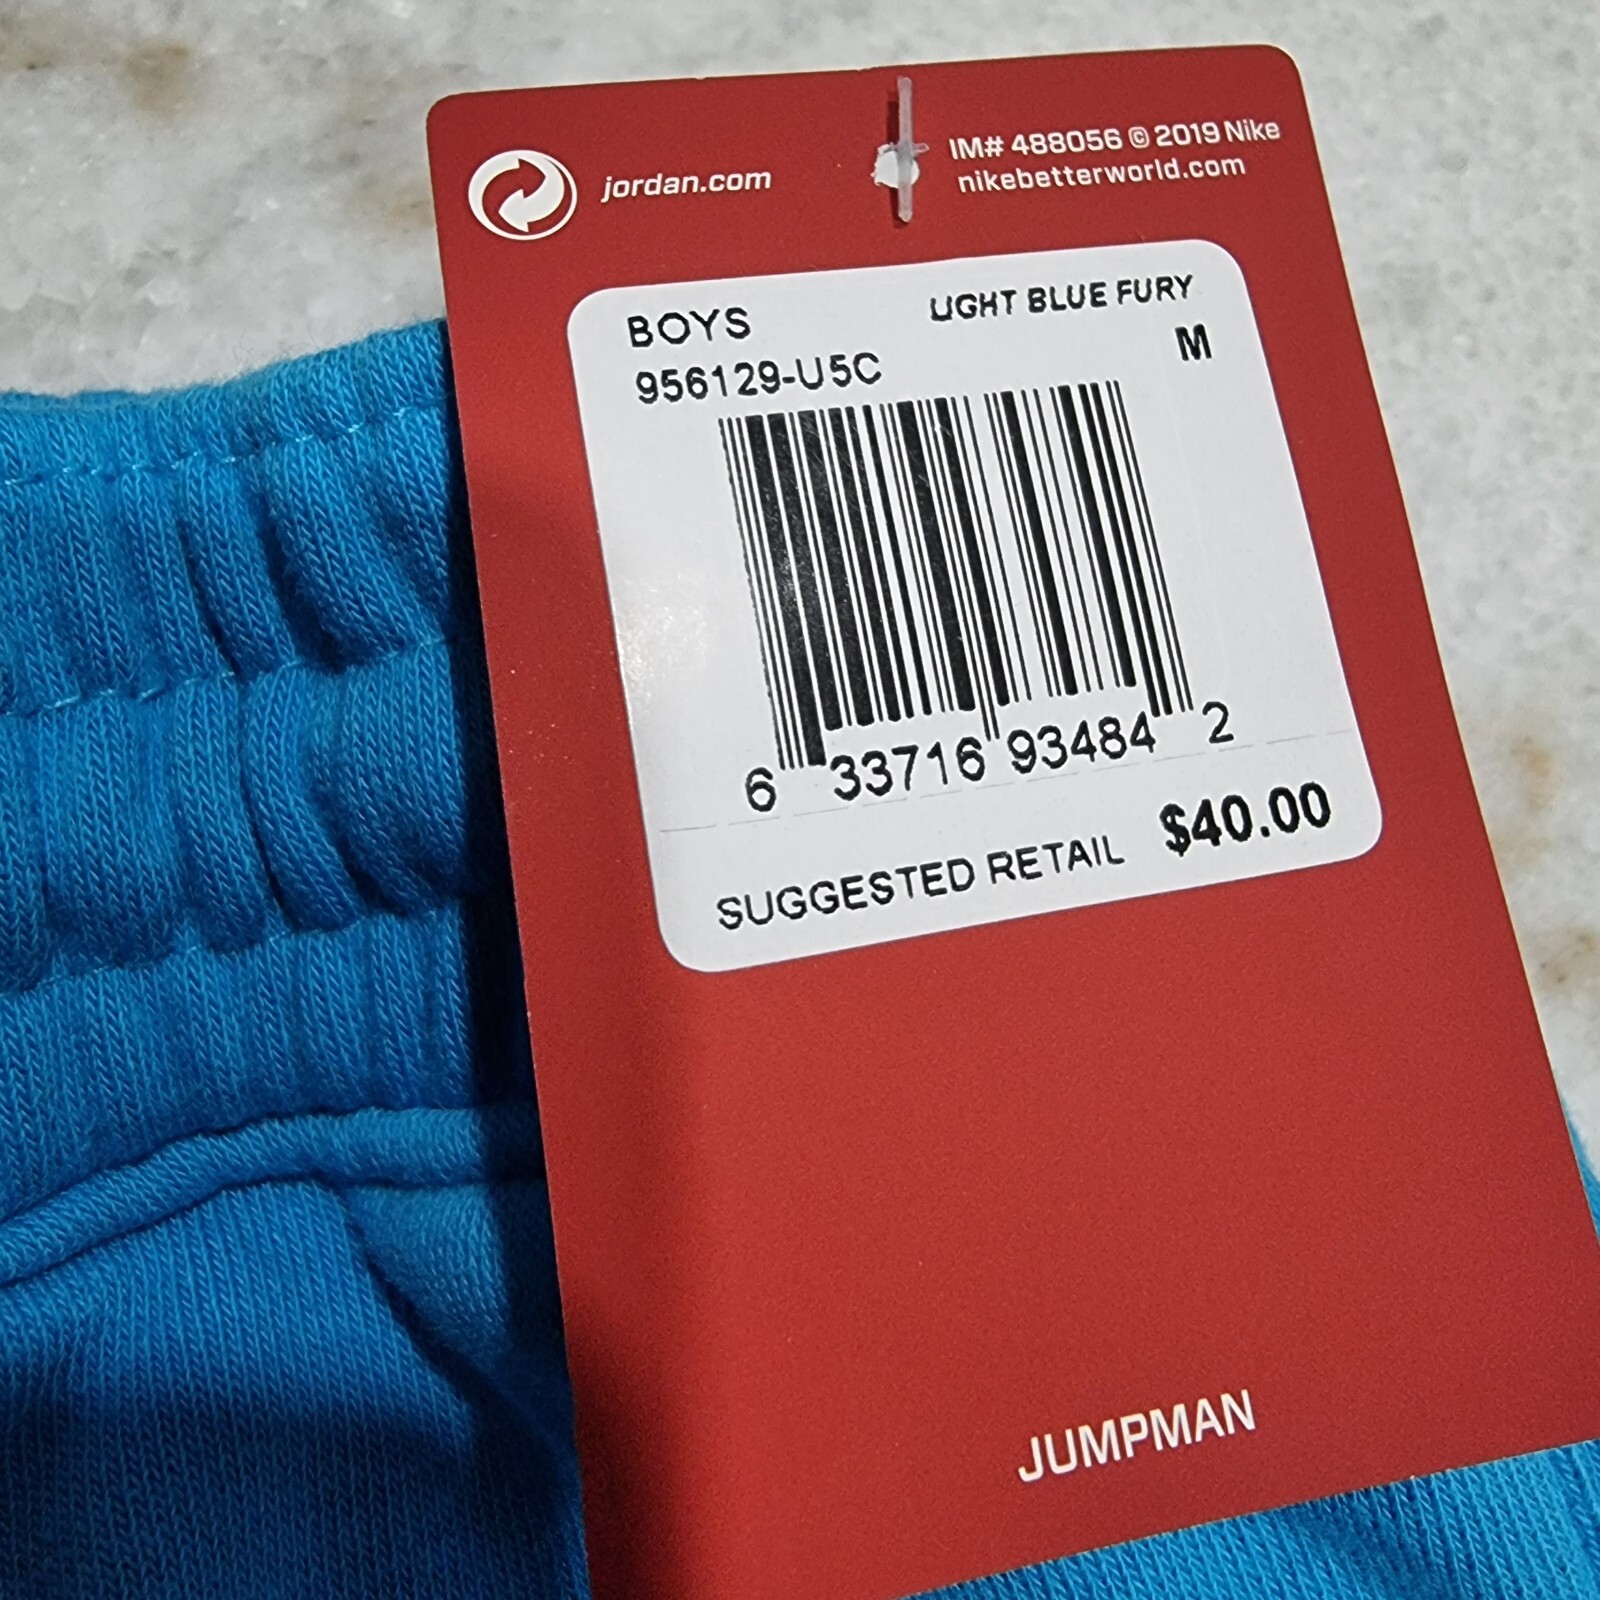 jordan.com
IM# 488056 © 2019 Nike
nikebetterworld.com
BOYS
LIGHT BLUE FURY
956129-U5C
M
6 33716 93484 2
SUGGESTED RETAIL $40.00
JUMPMAN